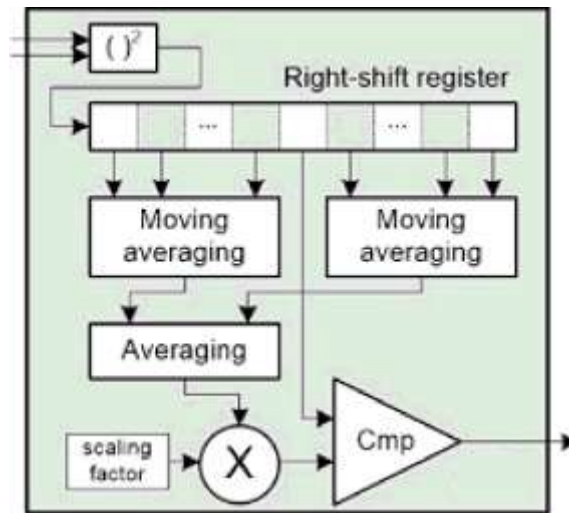 ( )²
Right-shift register
... ...
Moving
averaging
Moving
averaging
Averaging
scaling
factor
X
Cmp